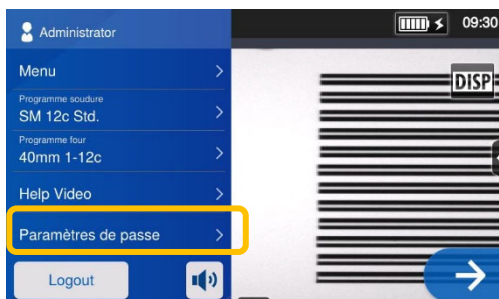 Administrator
09:30
Menu
DISP
Programme soudure
SM 12c Std.
Programme four
40mm 1-12c
Help Video
Paramètres de passe
Logout